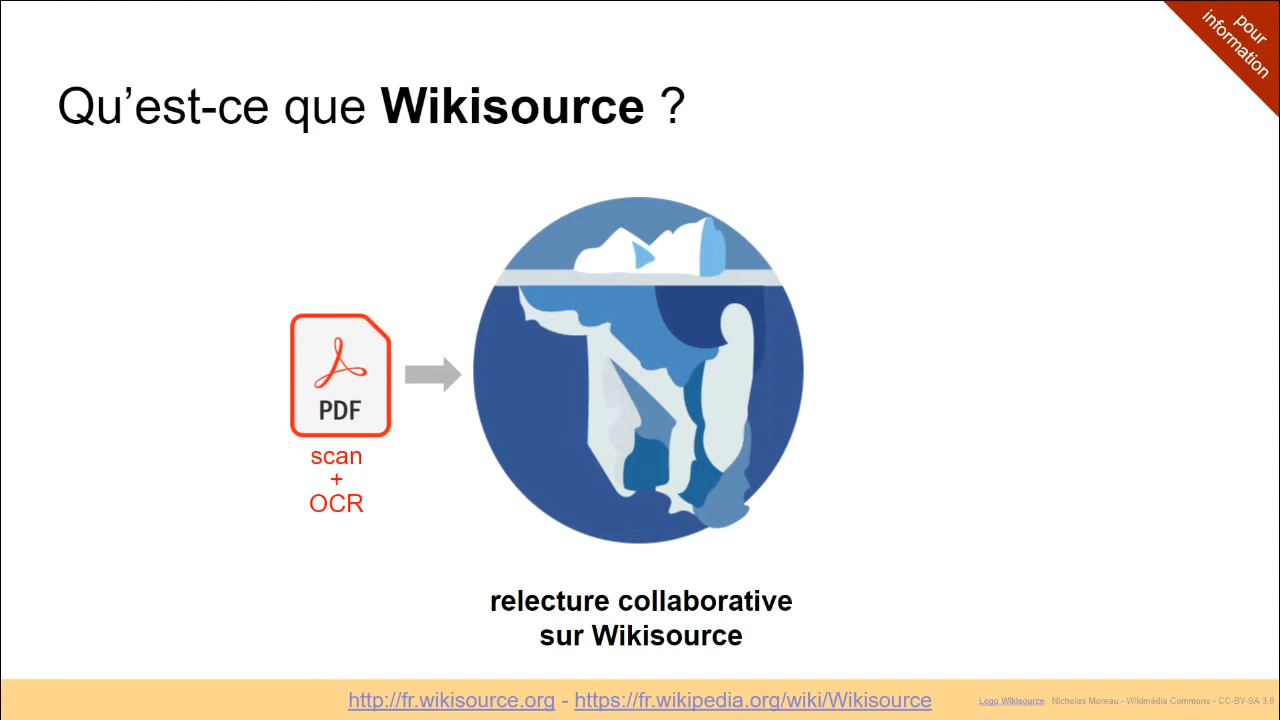 pour
information
Qu’est-ce que Wikisource ?
PDF
scan
+
OCR
relecture collaborative
sur Wikisource
http://fr.wikisource.org - https://fr.wikipedia.org/wiki/Wikisource
Logo Wikisource Nicholas Moreau - Wikimédia Commons - CC-BY-SA 3.0